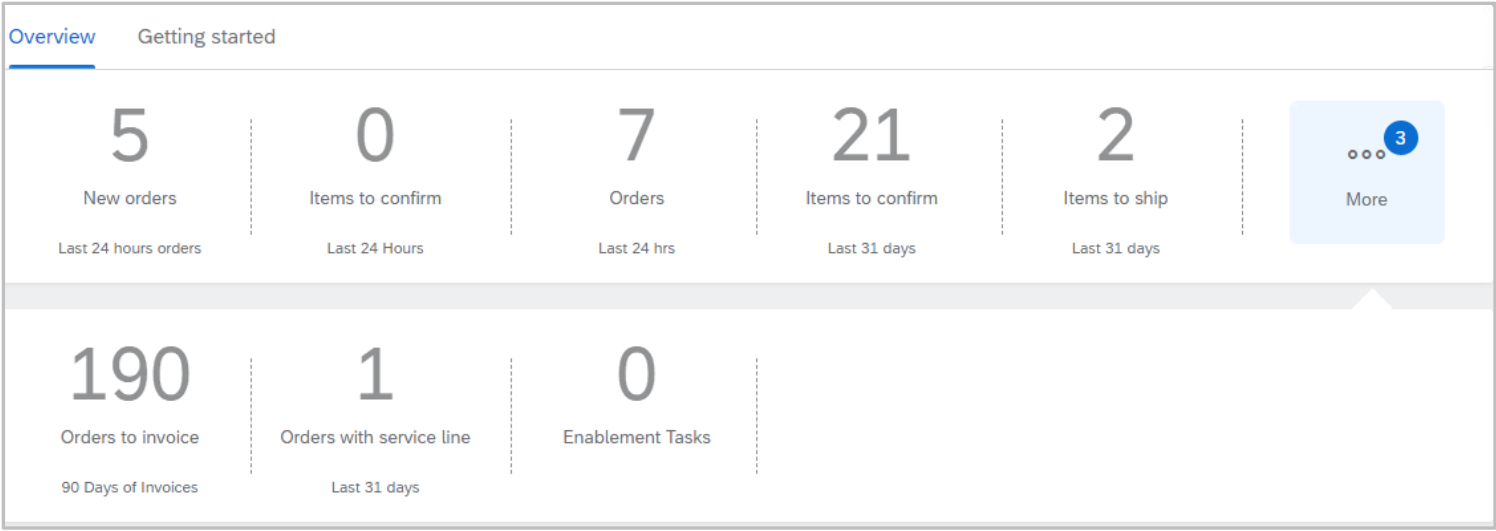 Overview Getting started
5 0 7 21 2 3
New orders Items to confirm Orders Items to confirm Items to ship More
Last 24 hours orders Last 24 Hours Last 24 hrs Last 31 days Last 31 days
190 1 0
Orders to invoice Orders with service line Enablement Tasks
90 Days of Invoices Last 31 days